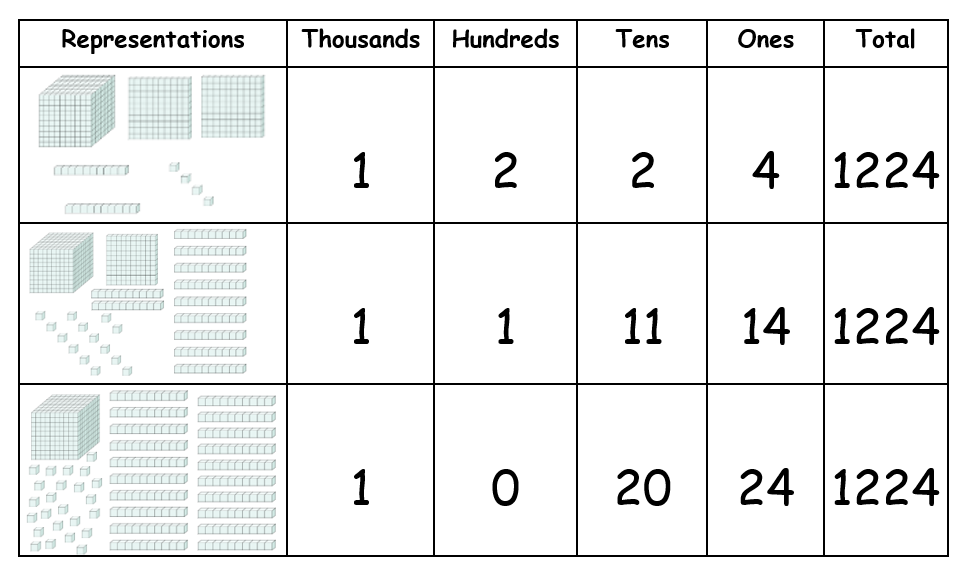 Representations Thousands Hundreds Tens Ones Total
1 2 2 4 1224
1 1 11 14 1224
1 0 20 24 1224